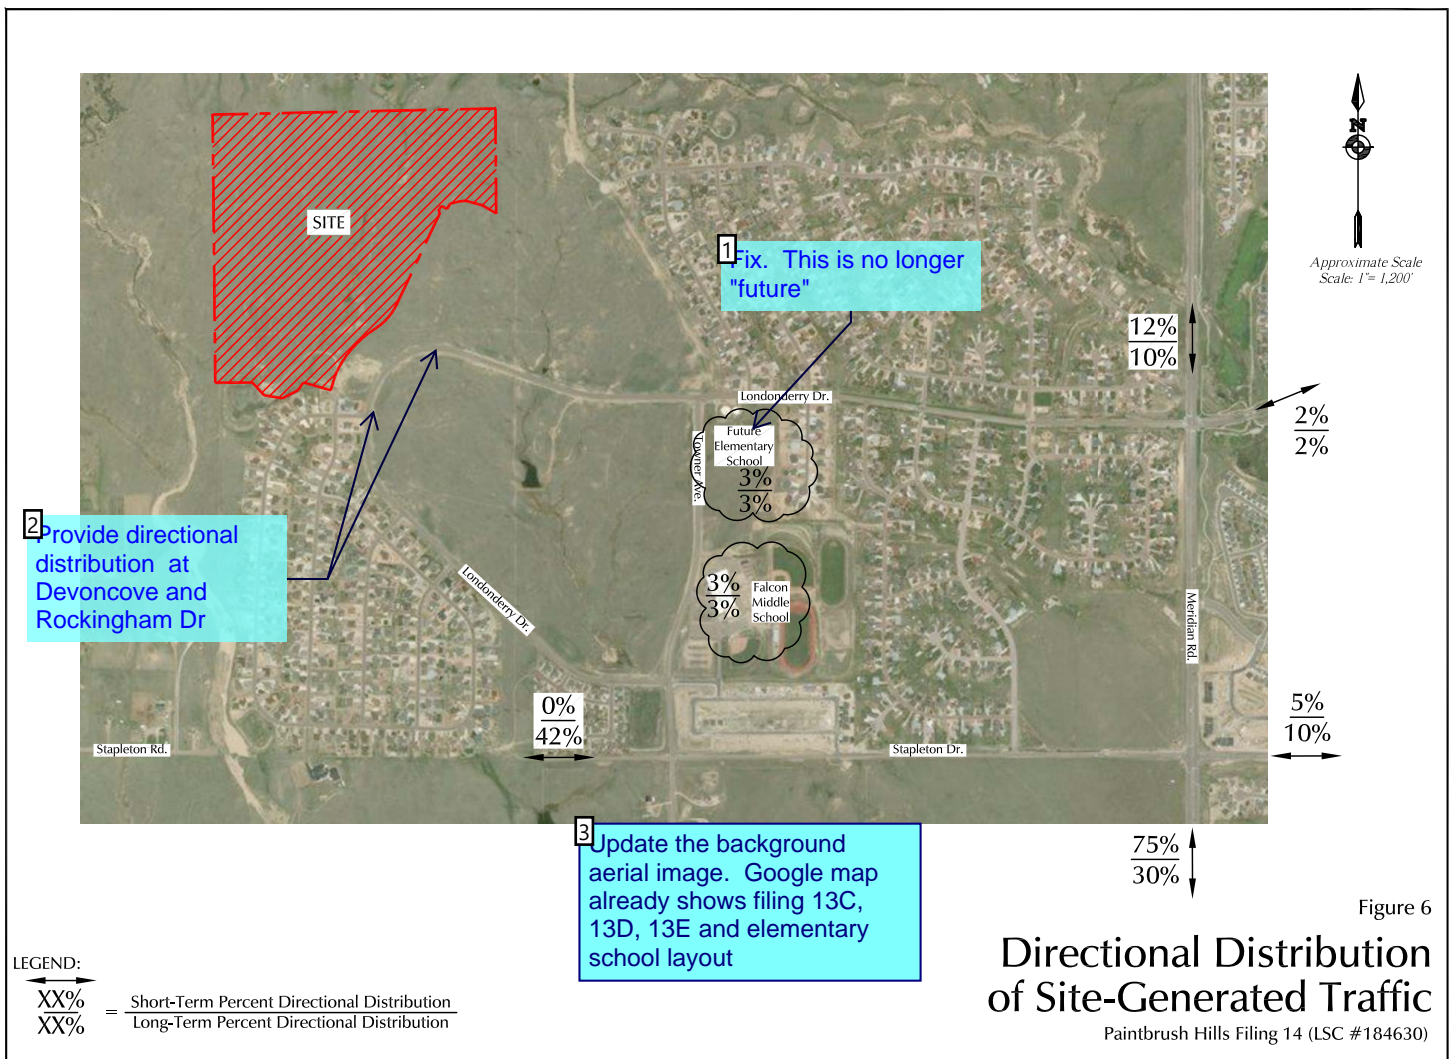 N
Approximate Scale
Scale: 1"= 1,200'
SITE
1
Fix. This is no longer
"future"
12%
10%
Londonderry Dr.
2%
2%
Future
Elementary
School
3%
3%
Towner Ave.
2
Provide directional
distribution at
Devoncove and
Rockingham Dr
Londonderry Dr.
3%
3%
Falcon
Middle
School
Meridian Rd.
0%
42%
5%
10%
Stapleton Rd.
Stapleton Dr.
3
Update the background
aerial image. Google map
already shows filing 13C,
13D, 13E and elementary
school layout
75%
30%
Figure 6
Directional Distribution
of Site-Generated Traffic
Paintbrush Hills Filing 14 (LSC #184630)
LEGEND:
XX%
XX%
= Short-Term Percent Directional Distribution
Long-Term Percent Directional Distribution